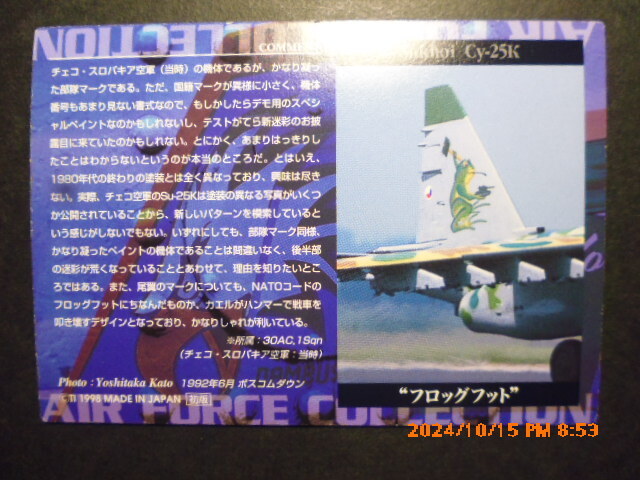 AIR FORCE COLLECTION
COMM
hoi Cy-25K
チェコ・スロバキア空軍（当時）の機体であるが、かなり凝っ
た部隊マークである。ただ、国籍マークが異様に小さく、機体
番号もあまり見ない書式なので、もしかしたらデモ用のスペシ
ャルペイントなのかもしれないし、テストがてら新迷彩のお披
露目に来ていたのかもしれない。とにかく、あまりはっきりし
たことはわからないというのが本当のところだ。とはいえ、
1980年代の終わりの塗装とは全く異なっており、興味は尽き
ない。実際、チェコ空軍のSu-25Kは塗装の異なる写真がいくつ
か公開されていることから、新しいパターンを模索していると
いう感じがしないでもない。いずれにしても、部隊マーク同様、
かなり凝ったペイントの機体であることは間違いなく、後半部
の迷彩が荒くなっていることとあわせて、理由を知りたいとこ
ろではある。また、尾翼のマークについても、NATOコードの
フロッグフットにちなんだものか、カエルがハンマーで戦車を
叩き壊すデザインとなっており、かなりしゃれが利いている。
※所属：30AC,1Sqn
（チェコ・スロバキア空軍：当時）
Photo : Yoshitaka Kato 1992年6月 ボスコムダウン
1998 MADE IN JAPAN 初版
“フロッグフット”
AIR FORCE COLLECTION
2024/10/15 PM 8:53